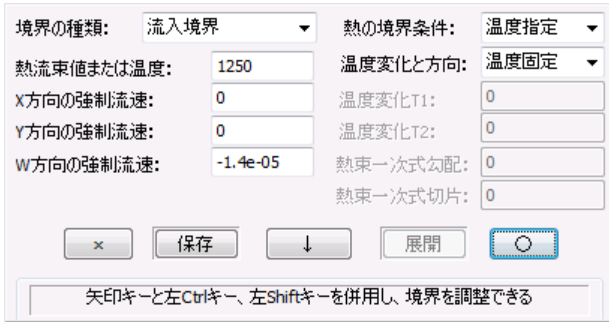 境界の種類: 流入境界 熱の境界条件: 温度指定
熱流束値または温度: 1250 温度変化と方向: 温度固定
X方向の強制流速: 0 温度変化T1: 0
Y方向の強制流速: 0 温度変化T2: 0
W方向の強制流速: -1.4e-05 熱束一次式勾配: 0
熱束一次式切片: 0
× 保存 ↓ 展開 ○
矢印キーと左Ctrlキー、左Shiftキーを併用し、境界を調整できる